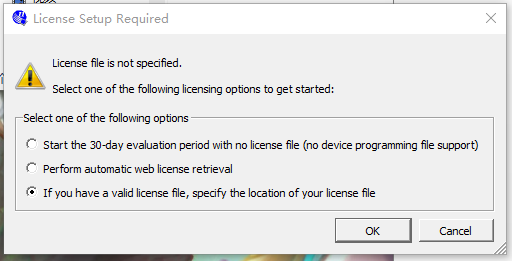 License Setup Required
License file is not specified.
Select one of the following licensing options to get started:
Select one of the following options
Start the 30-day evaluation period with no license file (no device programming file support)
Perform automatic web license retrieval
If you have a valid license file, specify the location of your license file
OK
Cancel